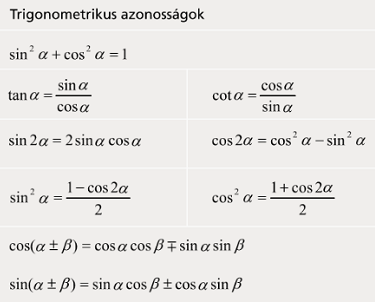 Trigonometrikus azonosságok
sin² α + cos² α = 1
tan α = sin α / cos α
cot α = cos α / sin α
sin 2α = 2 sin α cos α
cos 2α = cos² α − sin² α
sin² α = 1 − cos 2α / 2
cos² α = 1 + cos 2α / 2
cos(α ± β) = cos α cos β ∓ sin α sin β
sin(α ± β) = sin α cos β ± cos α sin β